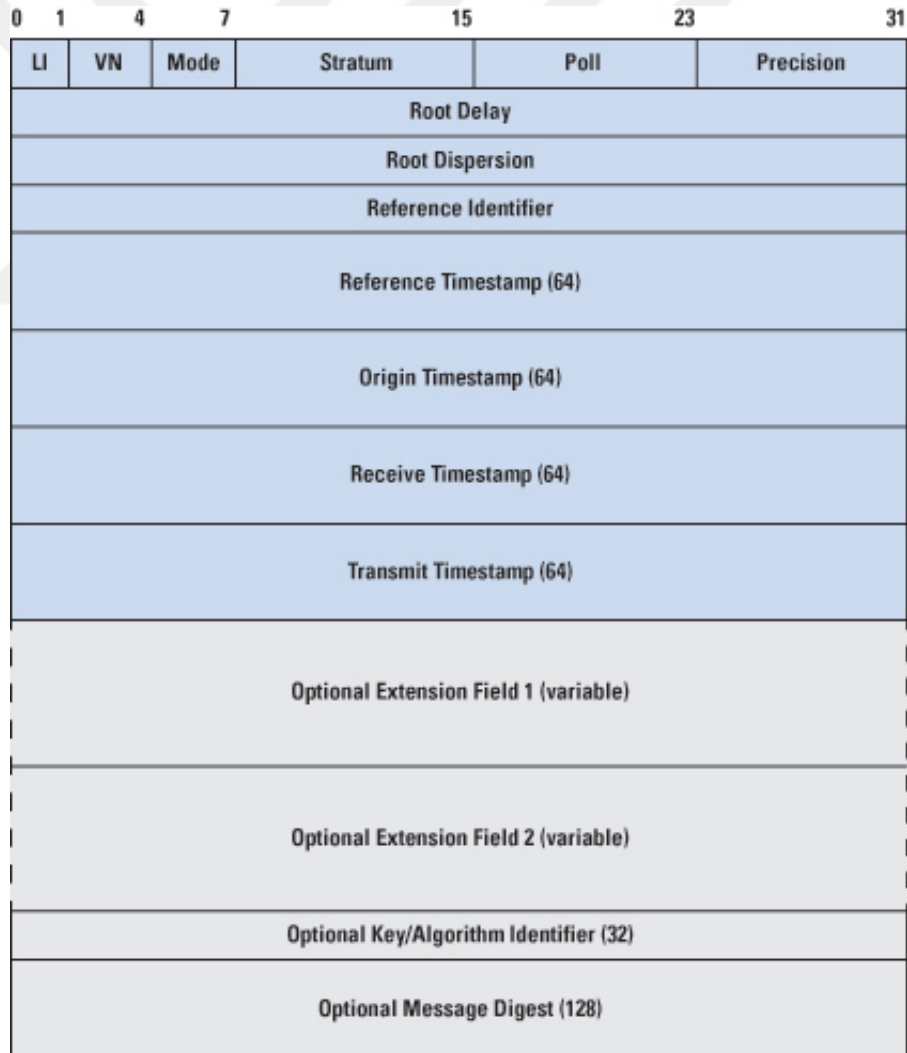 0 1 4 7 15 23 31
LI VN Mode Stratum Poll Precision
Root Delay
Root Dispersion
Reference Identifier
Reference Timestamp (64)
Origin Timestamp (64)
Receive Timestamp (64)
Transmit Timestamp (64)
Optional Extension Field 1 (variable)
Optional Extension Field 2 (variable)
Optional Key/Algorithm Identifier (32)
Optional Message Digest (128)